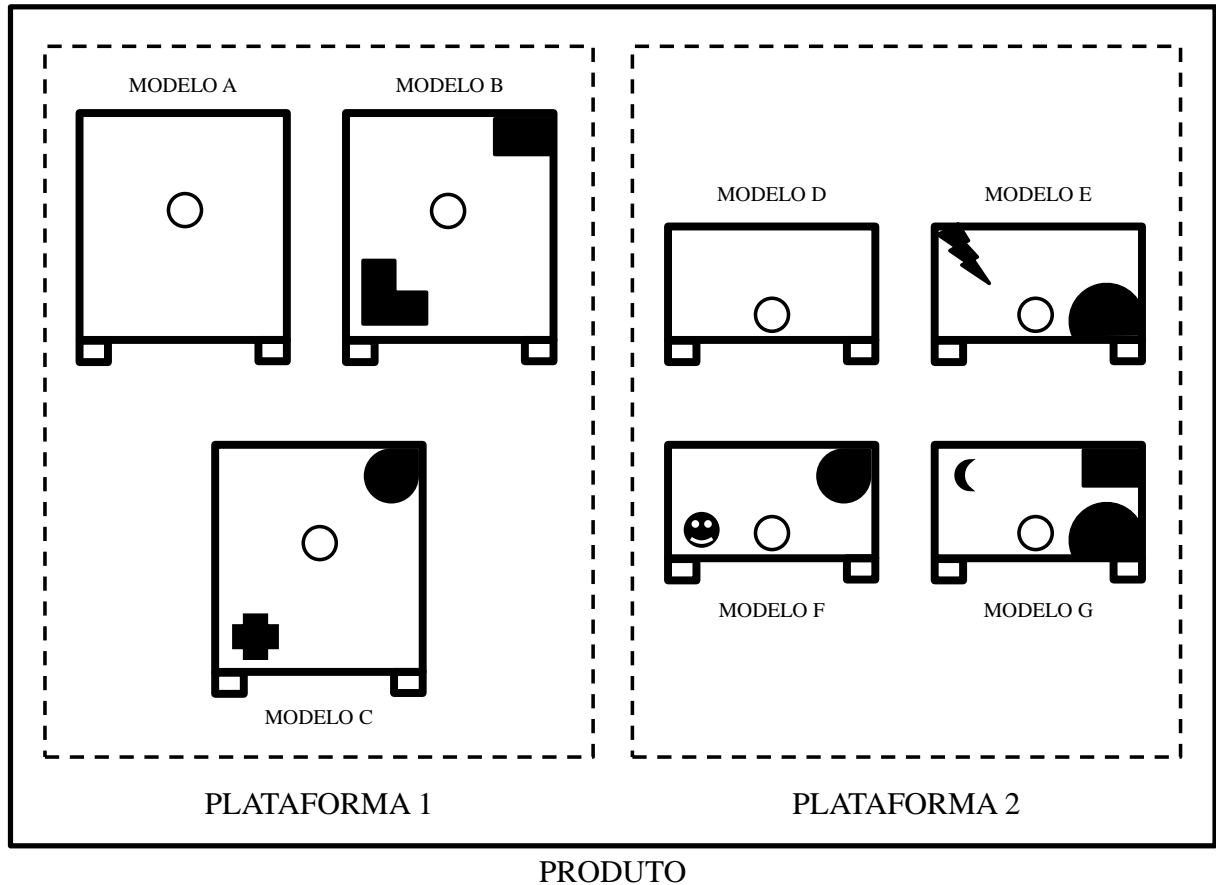 MODELO A
MODELO B
MODELO C
PLATAFORMA 1
MODELO D
MODELO E
MODELO F
MODELO G
PLATAFORMA 2
PRODUTO